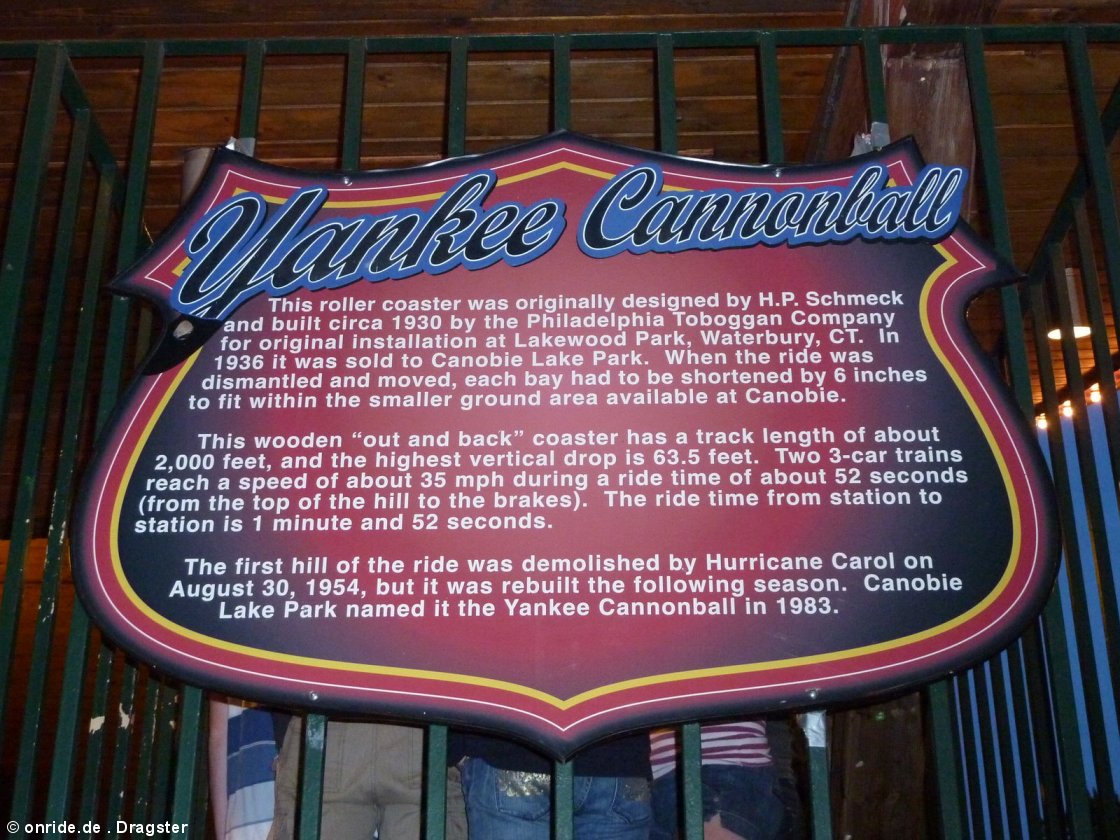 Yankee Cannonball
This roller coaster was originally designed by H.P. Schmeck
and built circa 1930 by the Philadelphia Toboggan Company
for original installation at Lakewood Park, Waterbury, CT. In
1936 it was sold to Canobie Lake Park. When the ride was
dismantled and moved, each bay had to be shortened by 6 inches
to fit within the smaller ground area available at Canobie.
This wooden “out and back” coaster has a track length of about
2,000 feet, and the highest vertical drop is 63.5 feet. Two 3-car trains
reach a speed of about 35 mph during a ride time of about 52 seconds
(from the top of the hill to the brakes). The ride time from station to
station is 1 minute and 52 seconds.
The first hill of the ride was demolished by Hurricane Carol on
August 30, 1954, but it was rebuilt the following season. Canobie
Lake Park named it the Yankee Cannonball in 1983.
© onride.de . Dragster